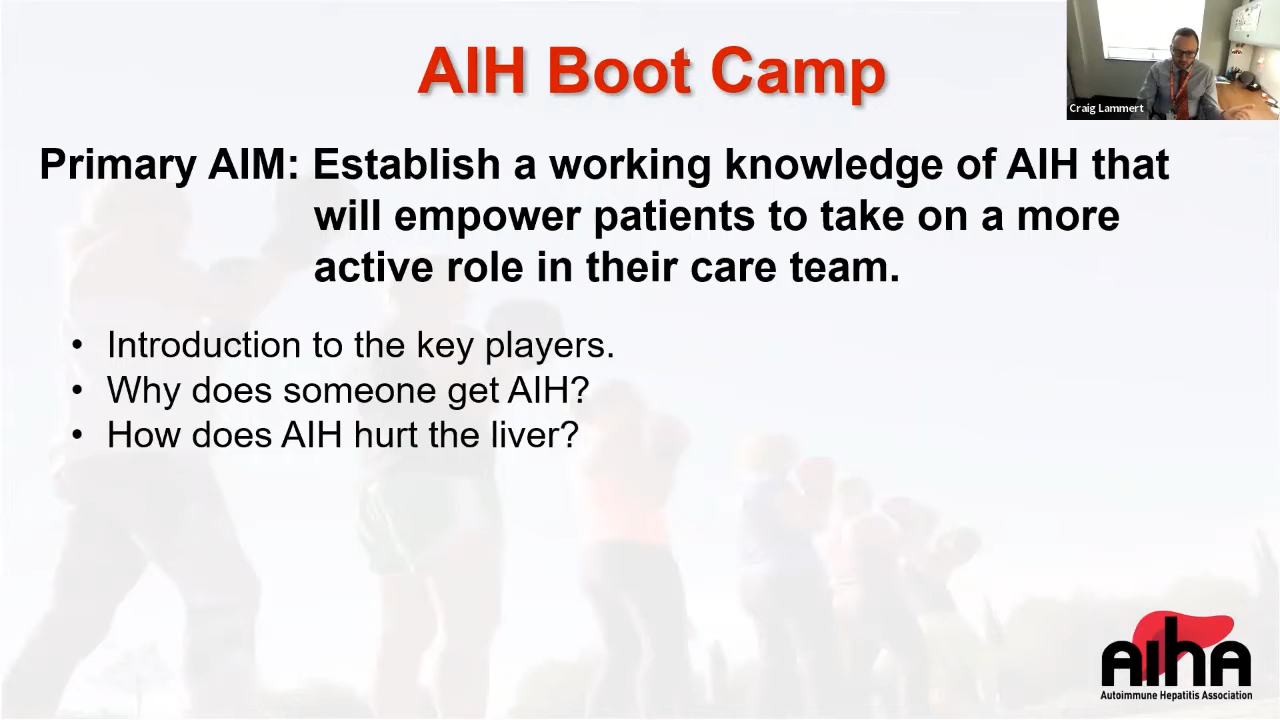 AIH Boot Camp
Craig Lammert
Primary AIM: Establish a working knowledge of AIH that
will empower patients to take on a more
active role in their care team.
• Introduction to the key players.
• Why does someone get AIH?
• How does AIH hurt the liver?
AIHA
Autoimmune Hepatitis Association